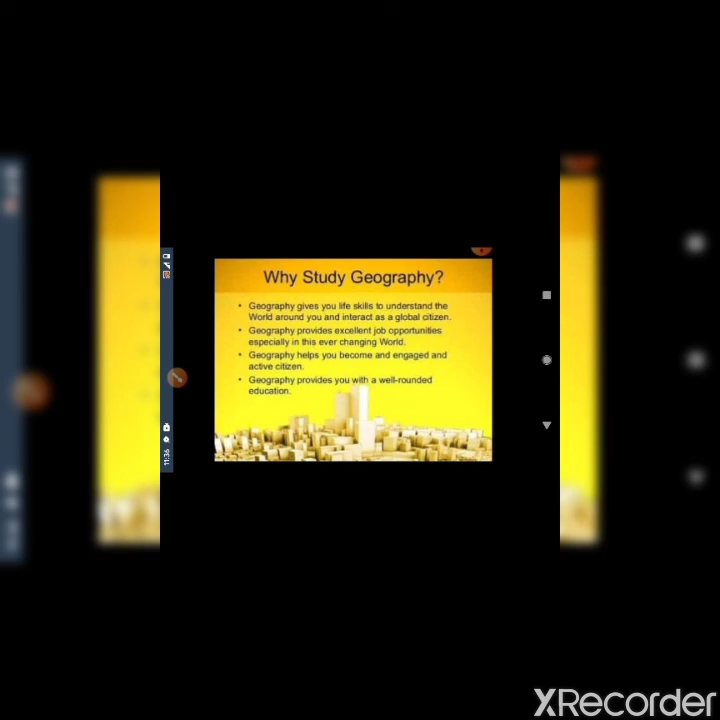 Why Study Geography?
• Geography gives you life skills to understand the
World around you and interact as a global citizen.
• Geography provides excellent job opportunities
especially in this ever changing World.
• Geography helps you become and engaged and
active citizen.
• Geography provides you with a well-rounded
education.
11:36
XRecorder